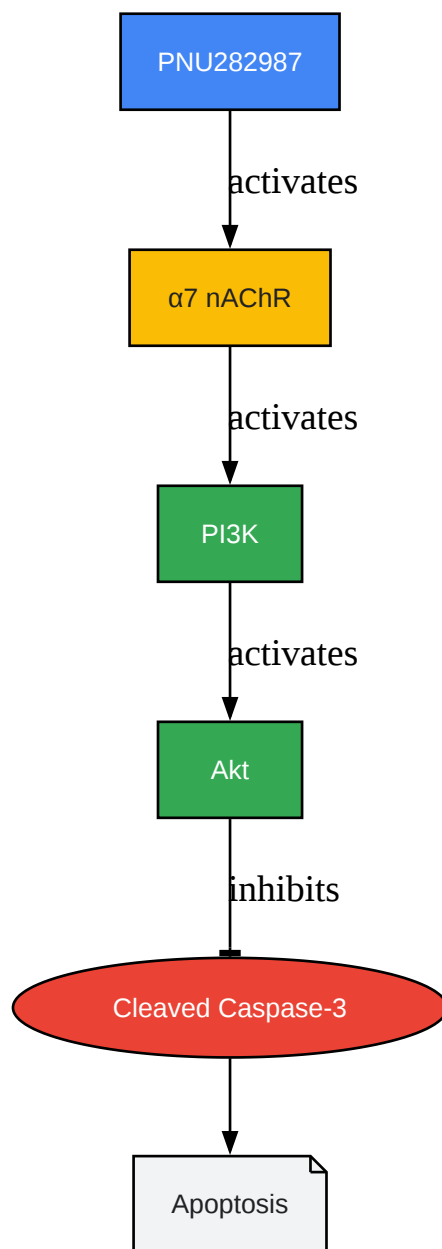 PNU282987
activates
α7 nAChR
activates
PI3K
activates
Akt
inhibits
Cleaved Caspase-3
Apoptosis